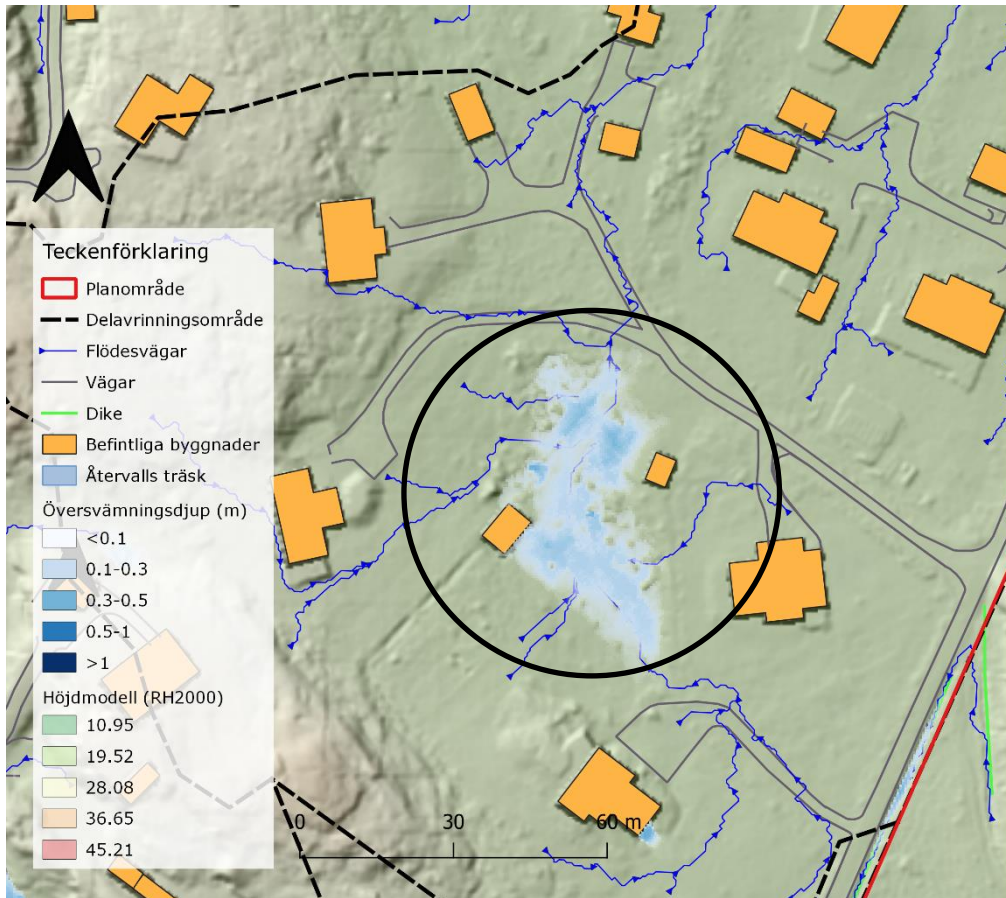 Teckenförklaring
Planområde
Delavrinningsområde
Flödesvägar
Vägar
Dike
Befintliga byggnader
Återvalls träsk
Översvämningsdjup (m)
<0.1
0.1-0.3
0.3-0.5
0.5-1
>1
Höjdmodell (RH2000)
10.95
19.52
28.08
36.65
45.21
0 30 60 m